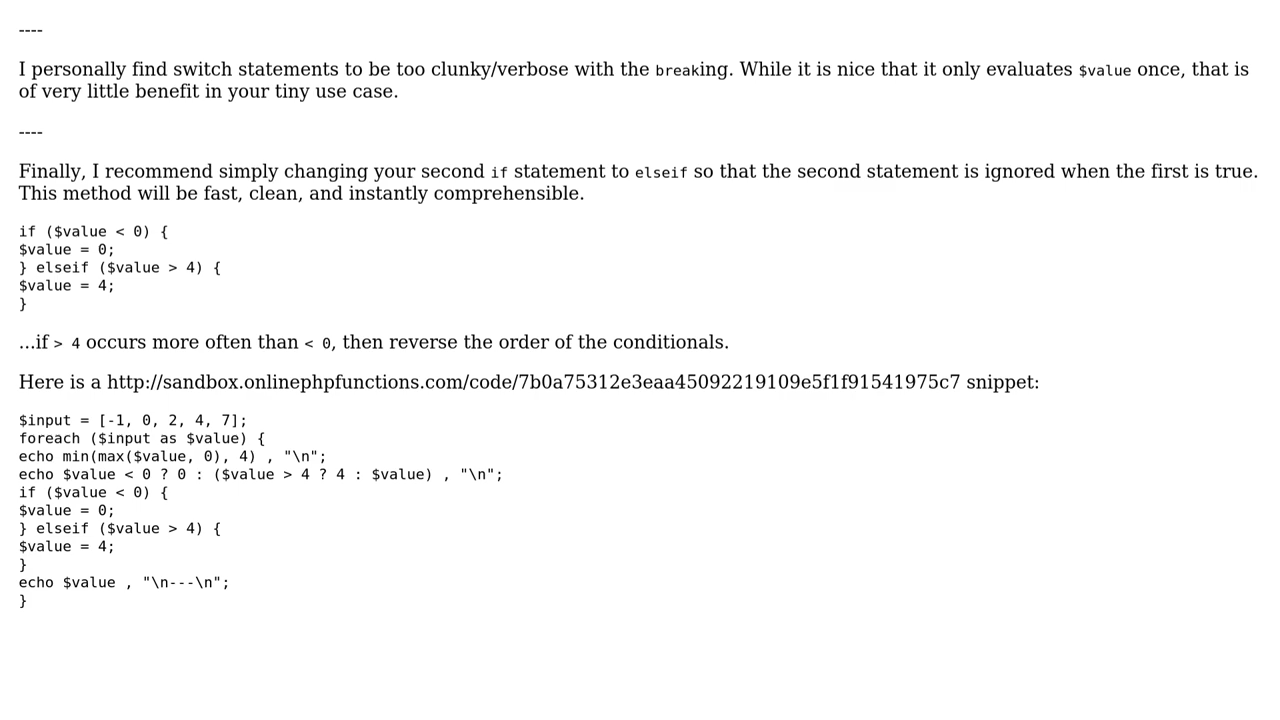 ----
I personally find switch statements to be too clunky/verbose with the breaking. While it is nice that it only evaluates $value once, that is
of very little benefit in your tiny use case.
----
Finally, I recommend simply changing your second if statement to elseif so that the second statement is ignored when the first is true.
This method will be fast, clean, and instantly comprehensible.
if ($value < 0) {
$value = 0;
} elseif ($value > 4) {
$value = 4;
}
...if > 4 occurs more often than < 0, then reverse the order of the conditionals.
Here is a http://sandbox.onlinephpfunctions.com/code/7b0a75312e3eaa45092219109e5f1f91541975c7 snippet:
$input = [-1, 0, 2, 4, 7];
foreach ($input as $value) {
echo min(max($value, 0), 4) , "\n";
echo $value < 0 ? 0 : ($value > 4 ? 4 : $value) , "\n";
if ($value < 0) {
$value = 0;
} elseif ($value > 4) {
$value = 4;
}
echo $value , "\n---\n";
}